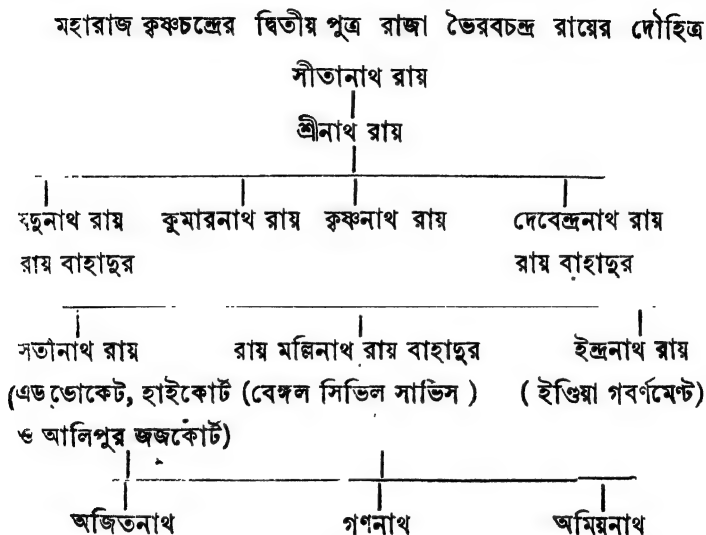 মহারাজ কৃষ্ণচন্দ্রের দ্বিতীয় পুত্র রাজা ভৈরবচন্দ্র রায়ের দৌহিত্র
সীতানাথ রায়
শ্রীনাথ রায়
যদুনাথ রায় কুমারনাথ রায় কৃষ্ণনাথ রায় দেবেন্দ্রনাথ রায়
রায় বাহাদুর রায় বাহাদুর
সতীনাথ রায় রায় মল্লিনাথ রায় বাহাদুর ইন্দ্রনাথ রায়
(এডভোকেট, হাইকোর্ট (বেঙ্গল সিভিল সার্ভিস) (ইণ্ডিয়া গবর্ণমেণ্ট)
ও আলিপুর জজকোর্ট)
অজিতনাথ গণনাথ অমিয়নাথ